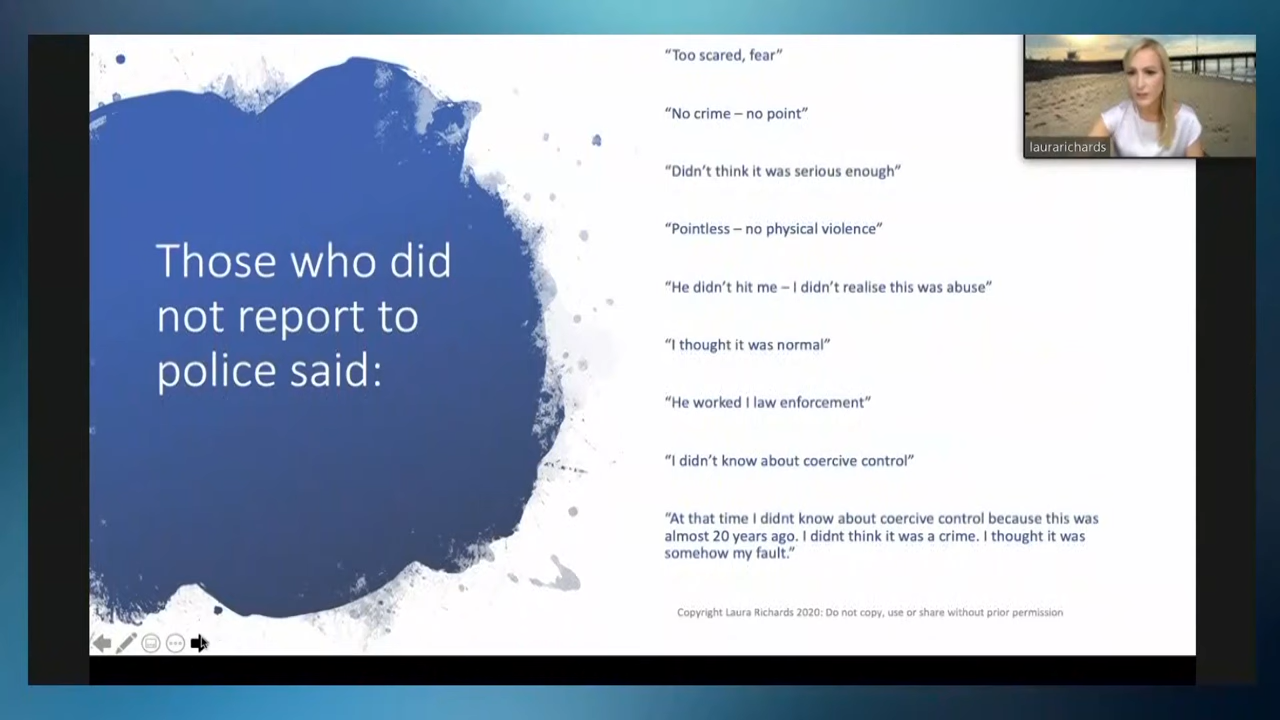 Those who did
not report to
police said:
“Too scared, fear”
“No crime – no point”
“Didn’t think it was serious enough”
“Pointless – no physical violence”
“He didn’t hit me – I didn’t realise this was abuse”
“I thought it was normal”
“He worked I law enforcement”
“I didn’t know about coercive control”
“At that time I didnt know about coercive control because this was
almost 20 years ago. I didnt think it was a crime. I thought it was
somehow my fault.”
Copyright Laura Richards 2020: Do not copy, use or share without prior permission
laurarichards